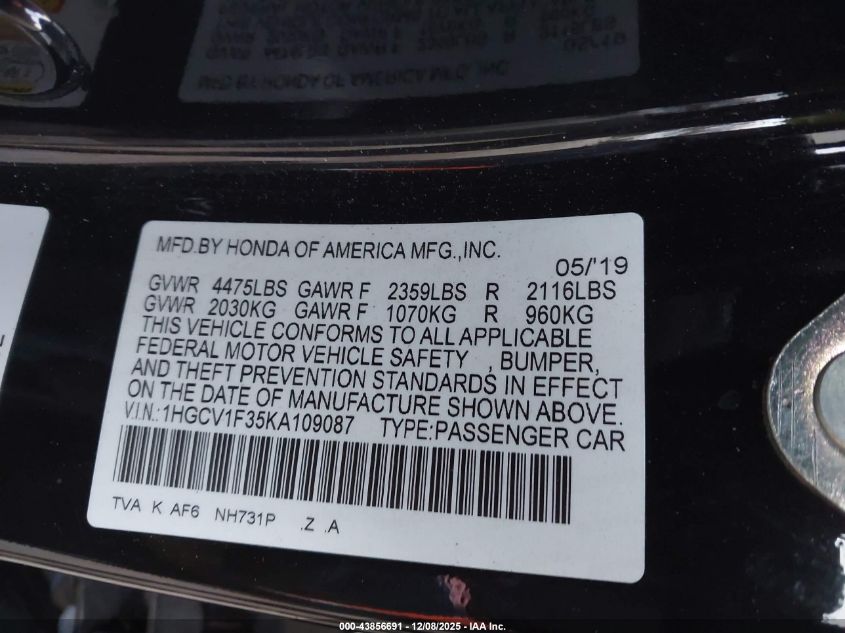 MFD.BY HONDA OF AMERICA MFG.,INC.
05/'19
GVWR 4475LBS GAWR F 2359LBS R 2116LBS
GVWR 2030KG GAWR F 1070KG R 960KG
THIS VEHICLE CONFORMS TO ALL APPLICABLE
FEDERAL MOTOR VEHICLE SAFETY , BUMPER,
AND THEFT PREVENTION STANDARDS IN EFFECT
ON THE DATE OF MANUFACTURE SHOWN ABOVE.
V.I.N.:1HGCV1F35KA109087 TYPE:PASSENGER CAR
TVA K AF6 NH731P .Z .A
000-43856691 - 12/08/2025 - IAA Inc.